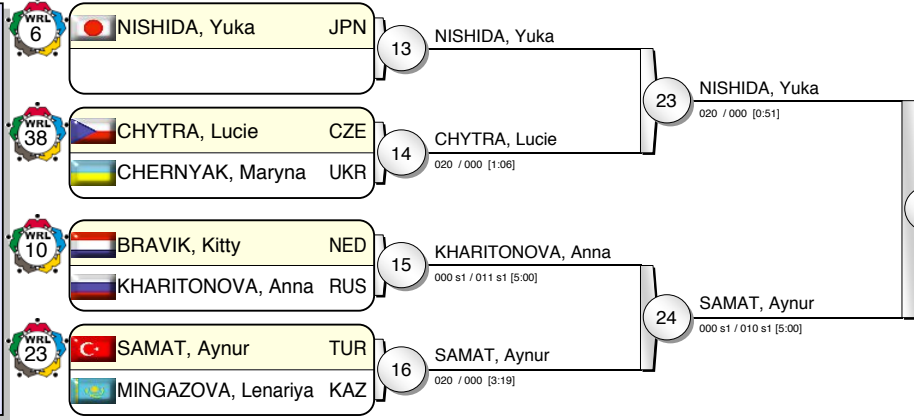 WRL
6
NISHIDA, Yuka JPN
13
NISHIDA, Yuka
23
NISHIDA, Yuka
020 / 000 [0:51]
WRL
38
CHYTRA, Lucie CZE
CHERNYAK, Maryna UKR
14
CHYTRA, Lucie
020 / 000 [1:06]
WRL
10
BRAVIK, Kitty NED
KHARITONOVA, Anna RUS
15
KHARITONOVA, Anna
000 s1 / 011 s1 [5:00]
24
SAMAT, Aynur
000 s1 / 010 s1 [5:00]
WRL
23
SAMAT, Aynur TUR
MINGAZOVA, Lenariya KAZ
16
SAMAT, Aynur
020 / 000 [3:19]